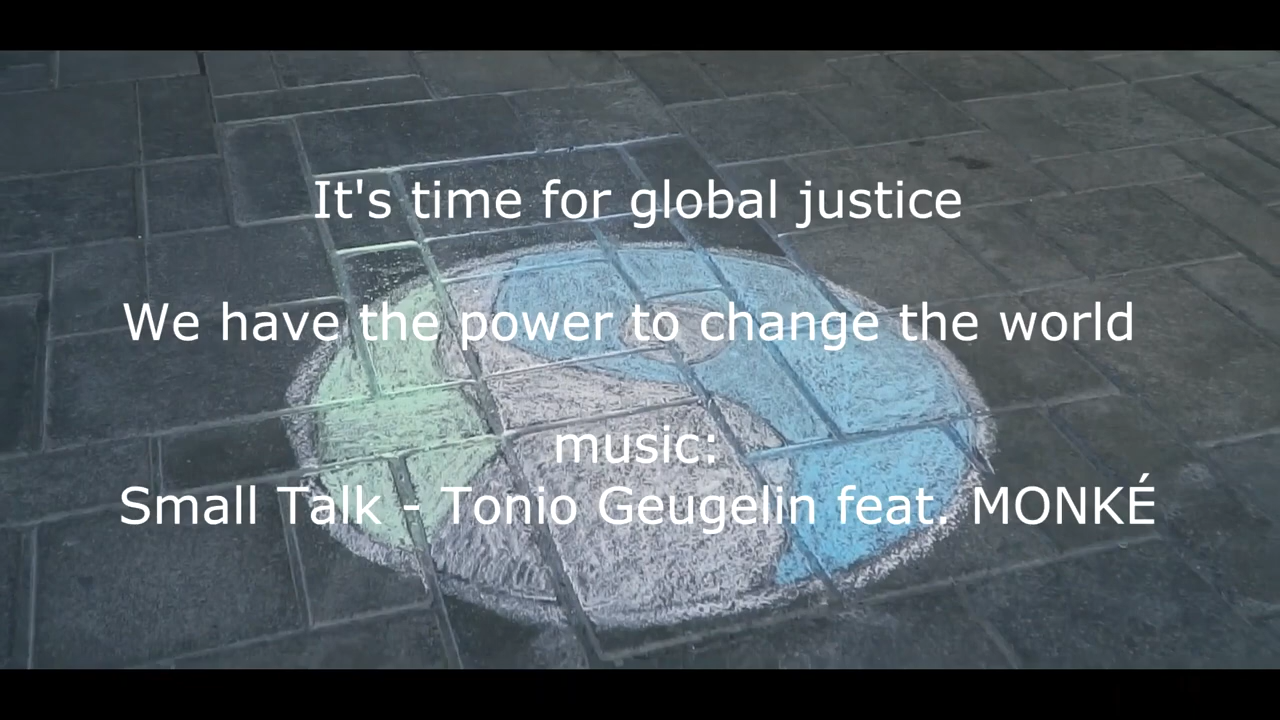 It's time for global justice
We have the power to change the world
music:
Small Talk - Tonio Geugelin feat. MONKÉ